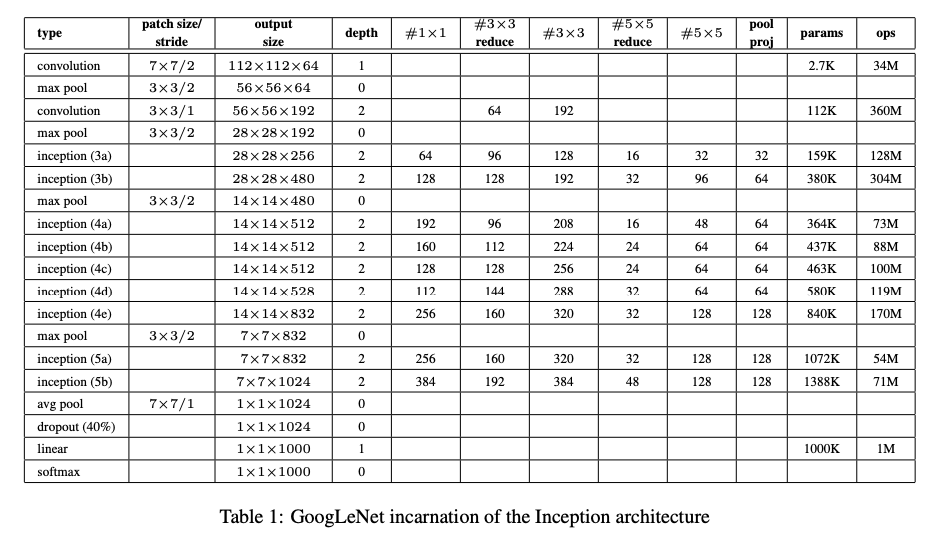 type patch size/ stride output size depth #1×1 #3×3 reduce #3×3 #5×5 reduce #5×5 pool proj params ops
convolution 7×7/2 112×112×64 1 2.7K 34M
max pool 3×3/2 56×56×64 0
convolution 3×3/1 56×56×192 2 64 192 112K 360M
max pool 3×3/2 28×28×192 0
inception (3a) 28×28×256 2 64 96 128 16 32 32 159K 128M
inception (3b) 28×28×480 2 128 128 192 32 96 64 380K 304M
max pool 3×3/2 14×14×480 0
inception (4a) 14×14×512 2 192 96 208 16 48 64 364K 73M
inception (4b) 14×14×512 2 160 112 224 24 64 64 437K 88M
inception (4c) 14×14×512 2 128 128 256 24 64 64 463K 100M
inception (4d) 14×14×528 2 112 144 288 32 64 64 580K 119M
inception (4e) 14×14×832 2 256 160 320 32 128 128 840K 170M
max pool 3×3/2 7×7×832 0
inception (5a) 7×7×832 2 256 160 320 32 128 128 1072K 54M
inception (5b) 7×7×1024 2 384 192 384 48 128 128 1388K 71M
avg pool 7×7/1 1×1×1024 0
dropout (40%) 1×1×1024 0
linear 1×1×1000 1 1000K 1M
softmax 1×1×1000 0
Table 1: GoogLeNet incarnation of the Inception architecture